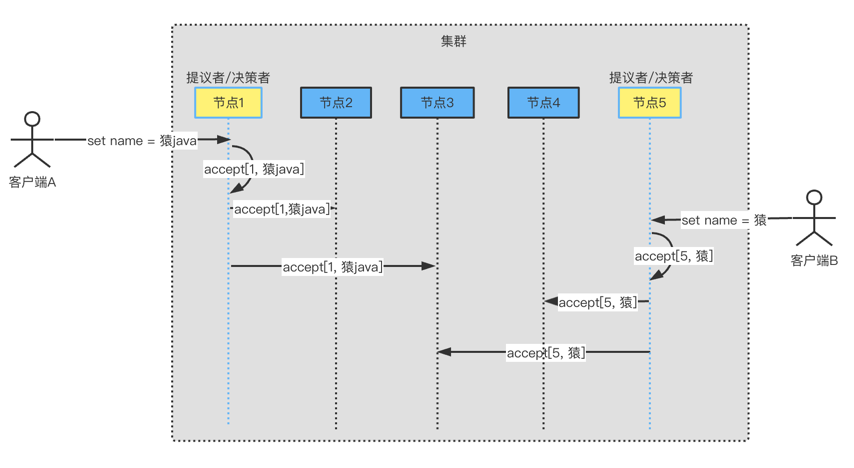 集群
提议者/决策者
提议者/决策者
节点1
节点2
节点3
节点4
节点5
set name = 猿java
accept[1, 猿java]
客户端A
accept[1,猿java]
set name = 猿
accept[5, 猿]
客户端B
accept[1, 猿java]
accept[5, 猿]
accept[5, 猿]